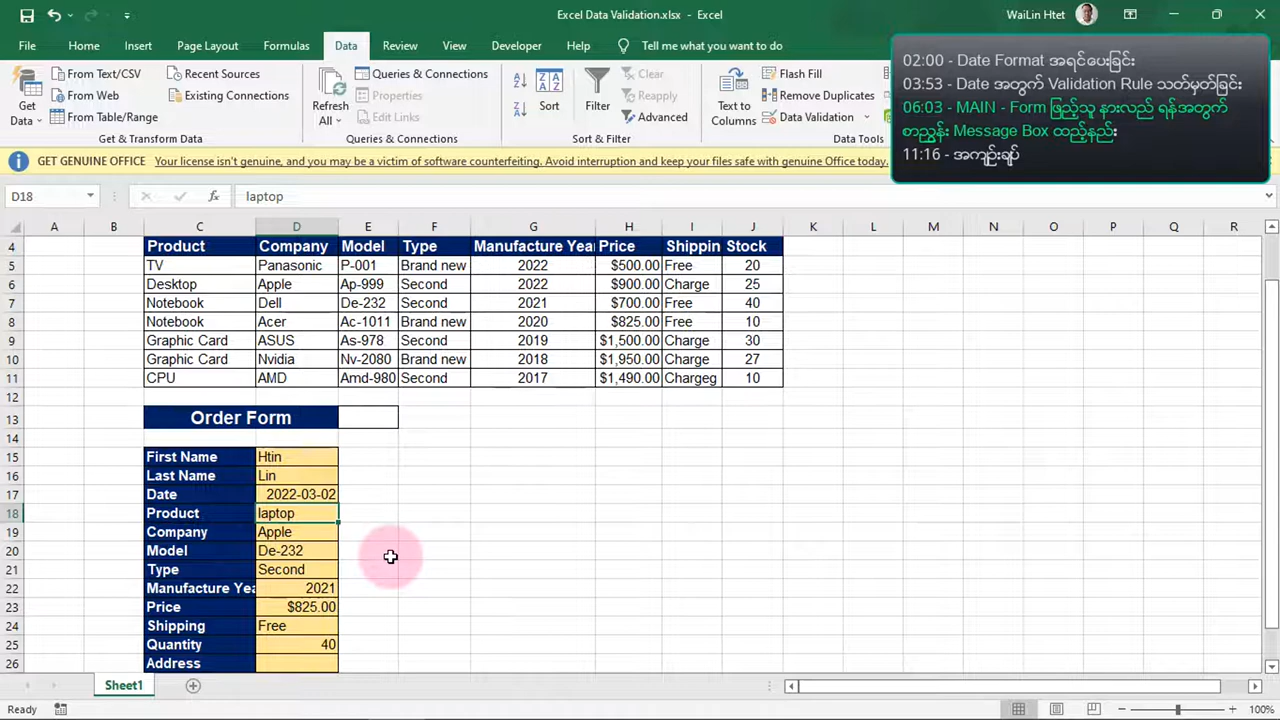 Excel Data Validation.xlsx - Excel
WaiLin Htet
File Home Insert Page Layout Formulas Data Review View Developer Help Tell me what you want to do
02:00 - Date Format အရင်ပေးခြင်း
03:53 - Date အတွက် Validation Rule သတ်မှတ်ခြင်း
06:03 - MAIN - Form ဖြည့်သူ နားလည် ရန်အတွက်
စာညွှန်း Message Box ထည့်နည်း
11:16 - အကျဉ်းချုပ်
Get Data
From Text/CSV
From Web
From Table/Range
Recent Sources
Existing Connections
Get & Transform Data
Refresh All
Queries & Connections
Properties
Edit Links
Queries & Connections
Sort
Filter
Clear
Reapply
Advanced
Sort & Filter
Text to Columns
Flash Fill
Remove Duplicates
Data Validation
Data Tools
GET GENUINE OFFICE Your license isn't genuine, and you may be a victim of software counterfeiting. Avoid interruption and keep your files safe with genuine Office today.
D18 fx laptop
A B C D E F G H I J K L M N O P Q R
4 Product Company Model Type Manufacture Yea Price Shippin Stock
5 TV Panasonic P-001 Brand new 2022 $500.00 Free 20
6 Desktop Apple Ap-999 Second 2022 $900.00 Charge 25
7 Notebook Dell De-232 Second 2021 $700.00 Free 40
8 Notebook Acer Ac-1011 Brand new 2020 $825.00 Free 10
9 Graphic Card ASUS As-978 Second 2019 $1,500.00 Charge 30
10 Graphic Card Nvidia Nv-2080 Brand new 2018 $1,950.00 Charge 27
11 CPU AMD Amd-980 Second 2017 $1,490.00 Chargeg 10
12
13 Order Form
14
15 First Name Htin
16 Last Name Lin
17 Date 2022-03-02
18 Product laptop
19 Company Apple
20 Model De-232
21 Type Second
22 Manufacture Yea 2021
23 Price $825.00
24 Shipping Free
25 Quantity 40
26 Address
Sheet1
Ready 100%